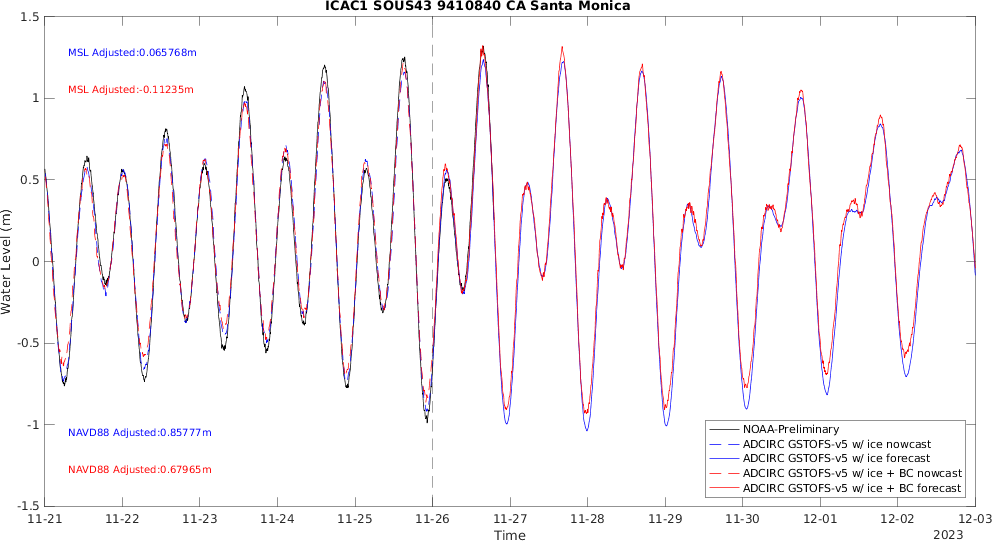 ICAC1 SOUS43 9410840 CA Santa Monica
1.5
1
0.5
0
-0.5
-1
-1.5
Water Level (m)
MSL Adjusted:0.065768m
MSL Adjusted:-0.11235m
NAVD88 Adjusted:0.85777m
NAVD88 Adjusted:0.67965m
NOAA-Preliminary
ADCIRC GSTOFS-v5 w/ ice nowcast
ADCIRC GSTOFS-v5 w/ ice forecast
ADCIRC GSTOFS-v5 w/ ice + BC nowcast
ADCIRC GSTOFS-v5 w/ ice + BC forecast
11-21 11-22 11-23 11-24 11-25 11-26 11-27 11-28 11-29 11-30 12-01 12-02 12-03
Time
2023